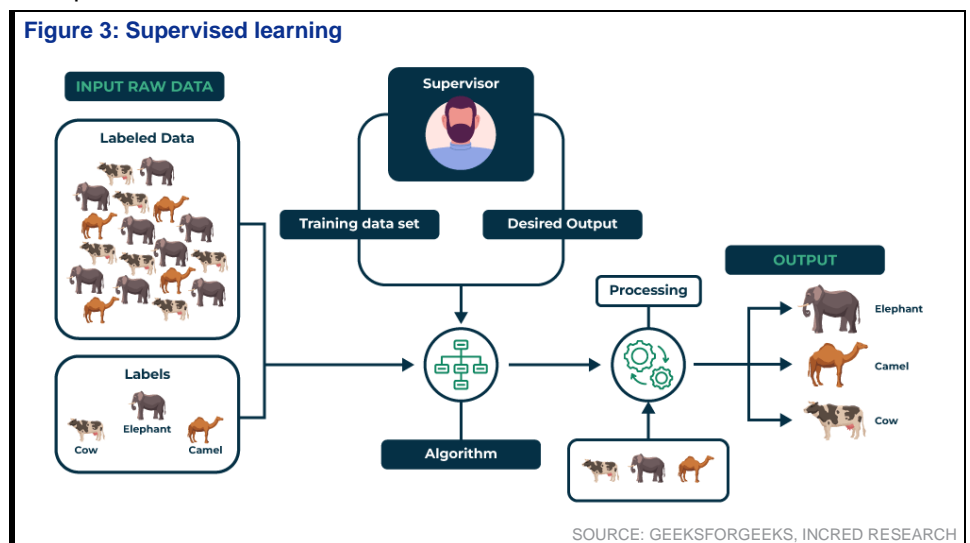 Figure 3: Supervised learning
INPUT RAW DATA
Labeled Data
Supervisor
Training data set
Desired Output
Labels
Elephant
Cow
Camel
Algorithm
Processing
OUTPUT
Elephant
Camel
Cow
SOURCE: GEEKSFORGEEKS, INCRED RESEARCH